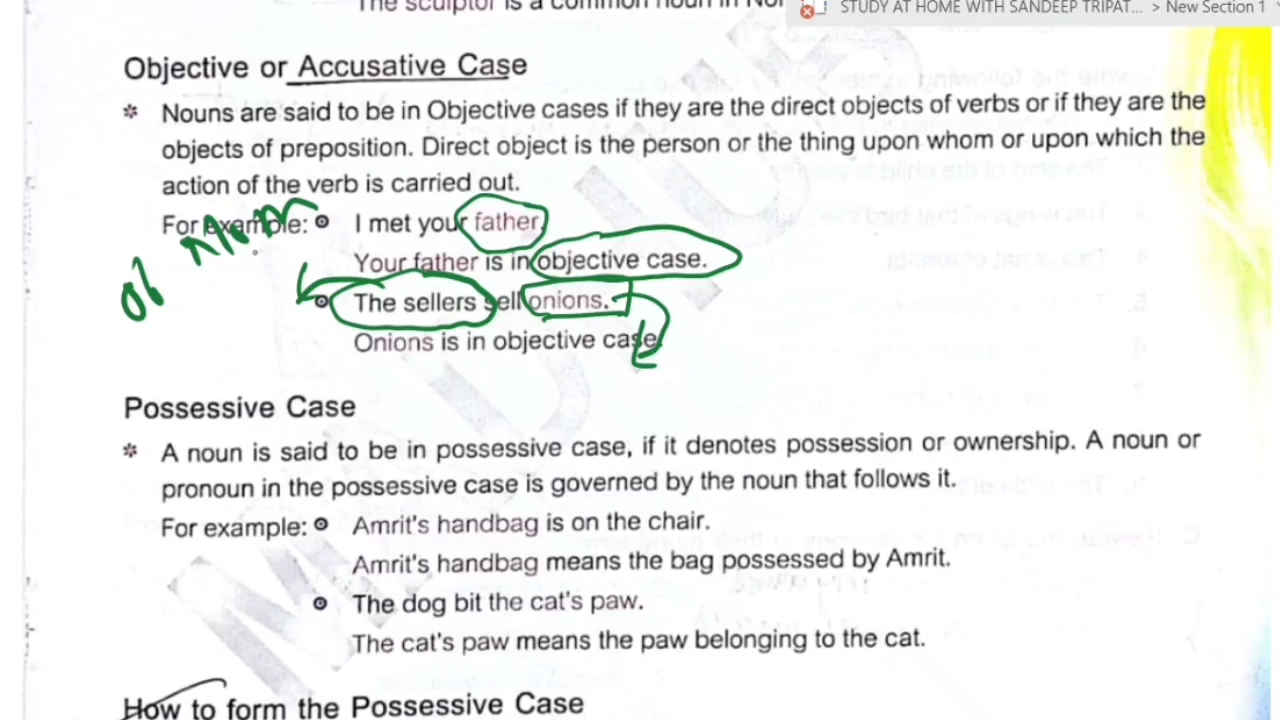 The sculptor is a common noun in Nom
STUDY AT HOME WITH SANDEEP TRIPAT... > New Section 1
Objective or Accusative Case
* Nouns are said to be in Objective cases if they are the direct objects of verbs or if they are the
objects of preposition. Direct object is the person or the thing upon whom or upon which the
action of the verb is carried out.
For example: I met your father.
Your father is in objective case.
The sellers sell onions.
Onions is in objective case.
Possessive Case
* A noun is said to be in possessive case, if it denotes possession or ownership. A noun or
pronoun in the possessive case is governed by the noun that follows it.
For example: Amrit's handbag is on the chair.
Amrit's handbag means the bag possessed by Amrit.
The dog bit the cat's paw.
The cat's paw means the paw belonging to the cat.
How to form the Possessive Case